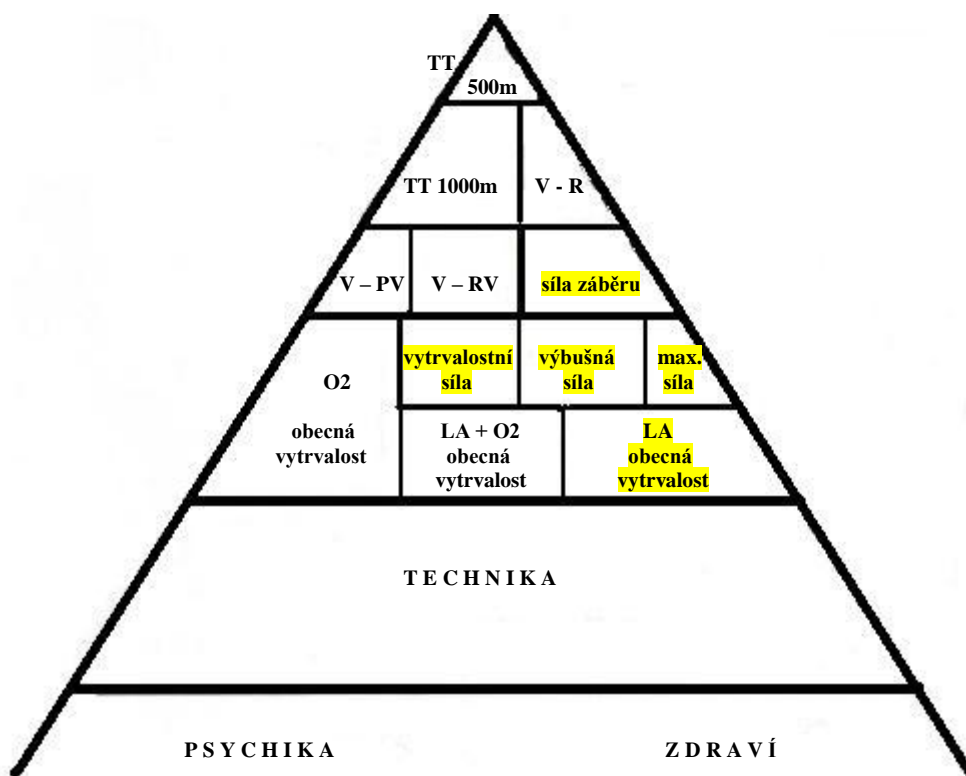 TT
500m
TT 1000m
V - R
V – PV
V – RV
síla záběru
O2
obecná
vytrvalost
vytrvalostní
síla
výbušná
síla
max.
síla
LA + O2
obecná
vytrvalost
LA
obecná
vytrvalost
T E C H N I K A
P S Y C H I K A
Z D R A V Í